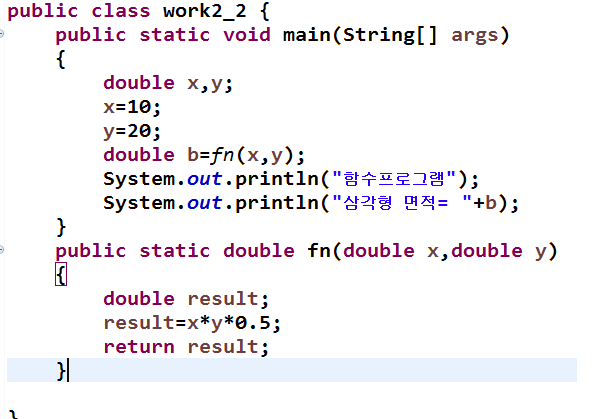 public class work2_2 {
    public static void main(String[] args)
    {
        double x,y;
        x=10;
        y=20;
        double b=fn(x,y);
        System.out.println("함수프로그램");
        System.out.println("삼각형 면적= "+b);
    }
    public static double fn(double x,double y)
    {
        double result;
        result=x*y*0.5;
        return result;
    }
}